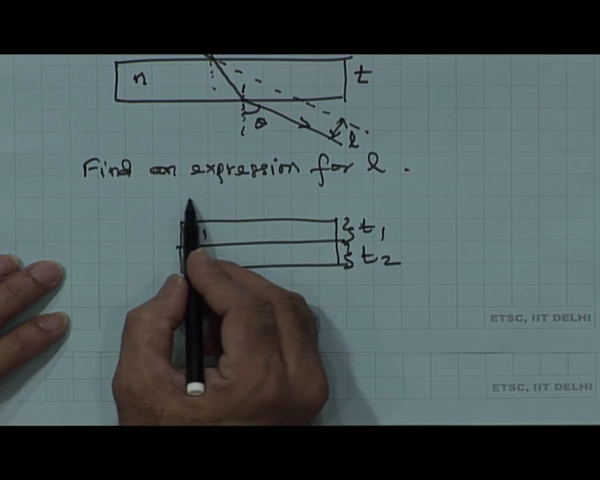 n t
θ
l
Find an expression for l .
t1
t2
ETSC, IIT DELHI
ETSC, IIT DELHI